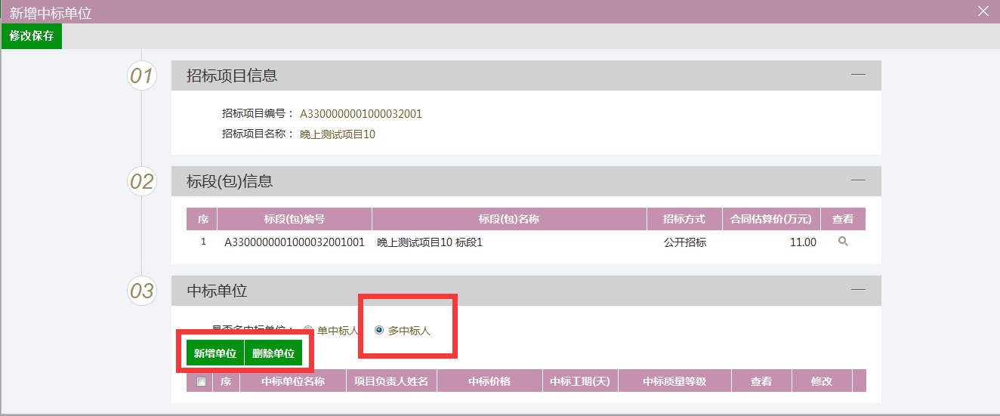 新增中标单位
修改保存
01 招标项目信息
招标项目编号： A3300000001000032001
招标项目名称： 晚上测试项目10
02 标段(包)信息
序 标段(包)编号 标段(包)名称 招标方式 合同估算价(万元) 查看
1 A3300000001000032001001 晚上测试项目10 标段1 公开招标 11.00
03 中标单位
是否多中标单位： 单中标人 多中标人
新增单位 删除单位
序 中标单位名称 项目负责人姓名 中标价格 中标工期(天) 中标质量等级 查看 修改